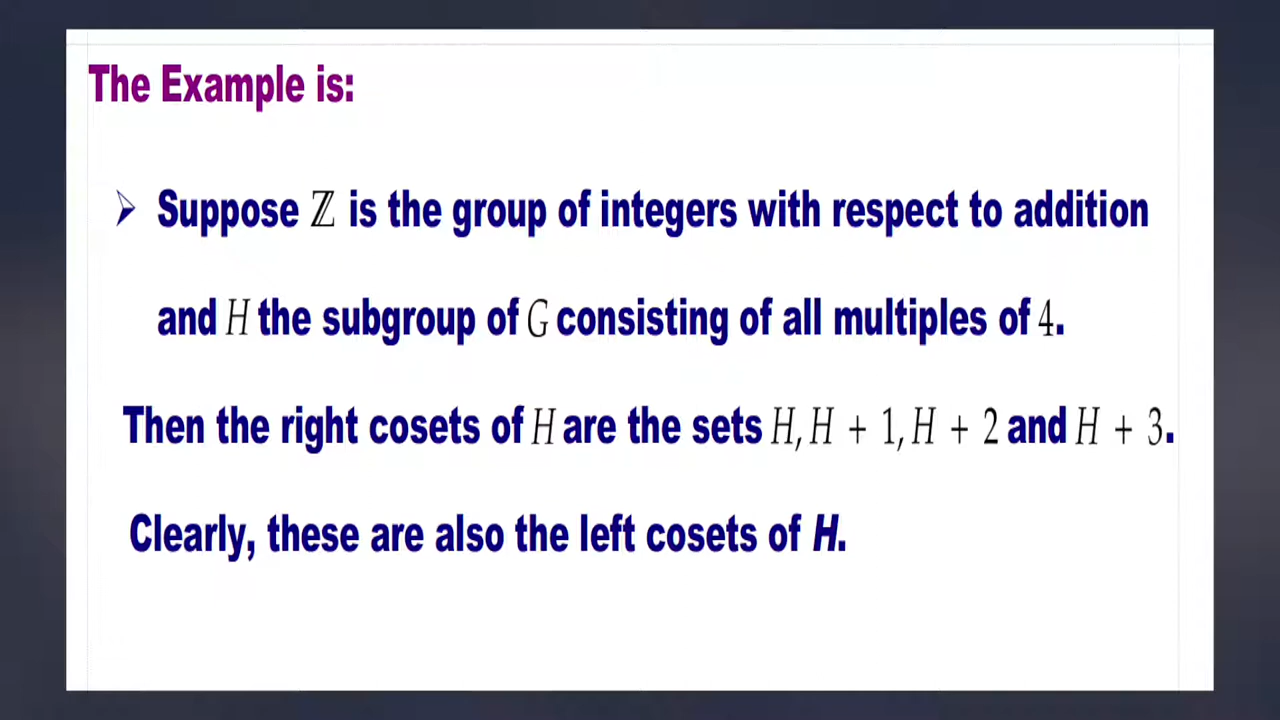 The Example is:
➢ Suppose ℤ is the group of integers with respect to addition
and H the subgroup of G consisting of all multiples of 4.
Then the right cosets of H are the sets H, H + 1, H + 2 and H + 3.
Clearly, these are also the left cosets of H.